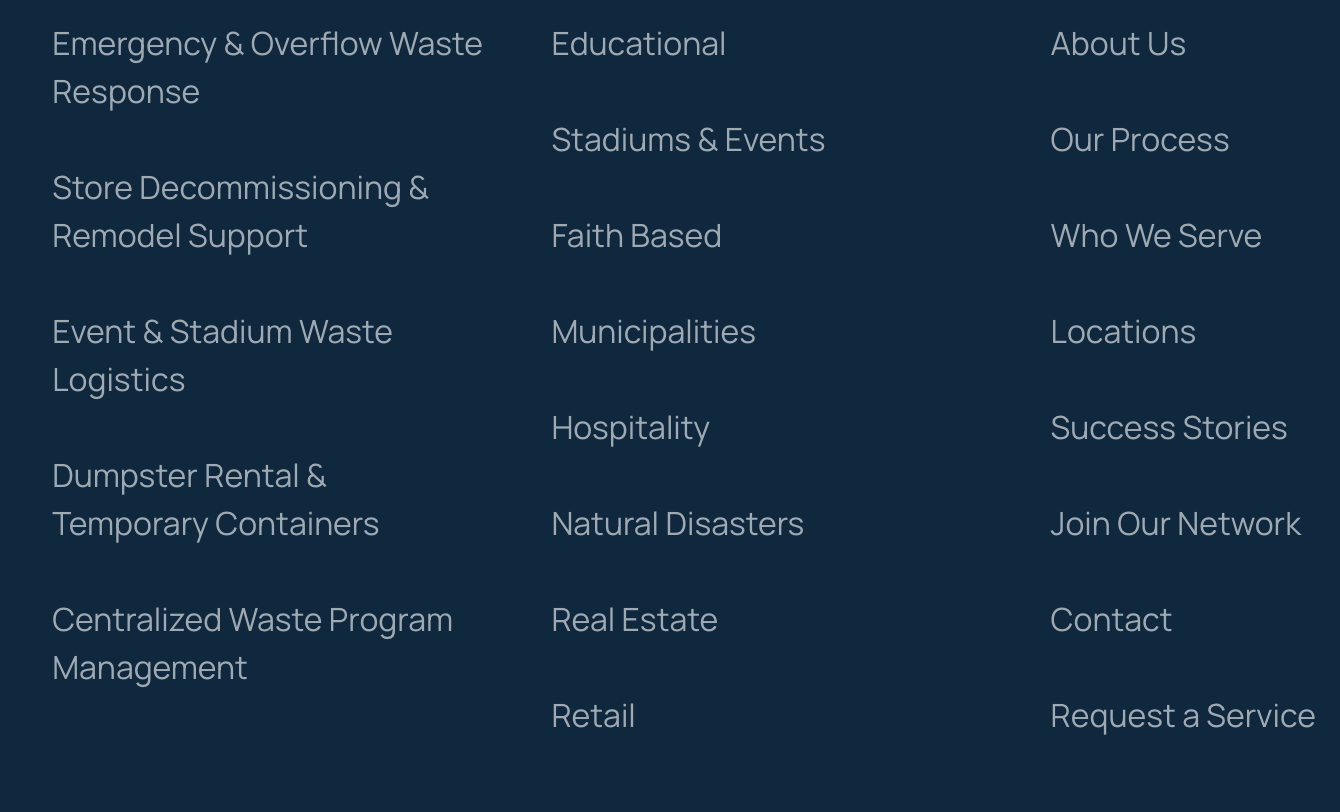 Emergency & Overflow Waste
Response
Store Decommissioning &
Remodel Support
Event & Stadium Waste
Logistics
Dumpster Rental &
Temporary Containers
Centralized Waste Program
Management
Educational
Stadiums & Events
Faith Based
Municipalities
Hospitality
Natural Disasters
Real Estate
Retail
About Us
Our Process
Who We Serve
Locations
Success Stories
Join Our Network
Contact
Request a Service